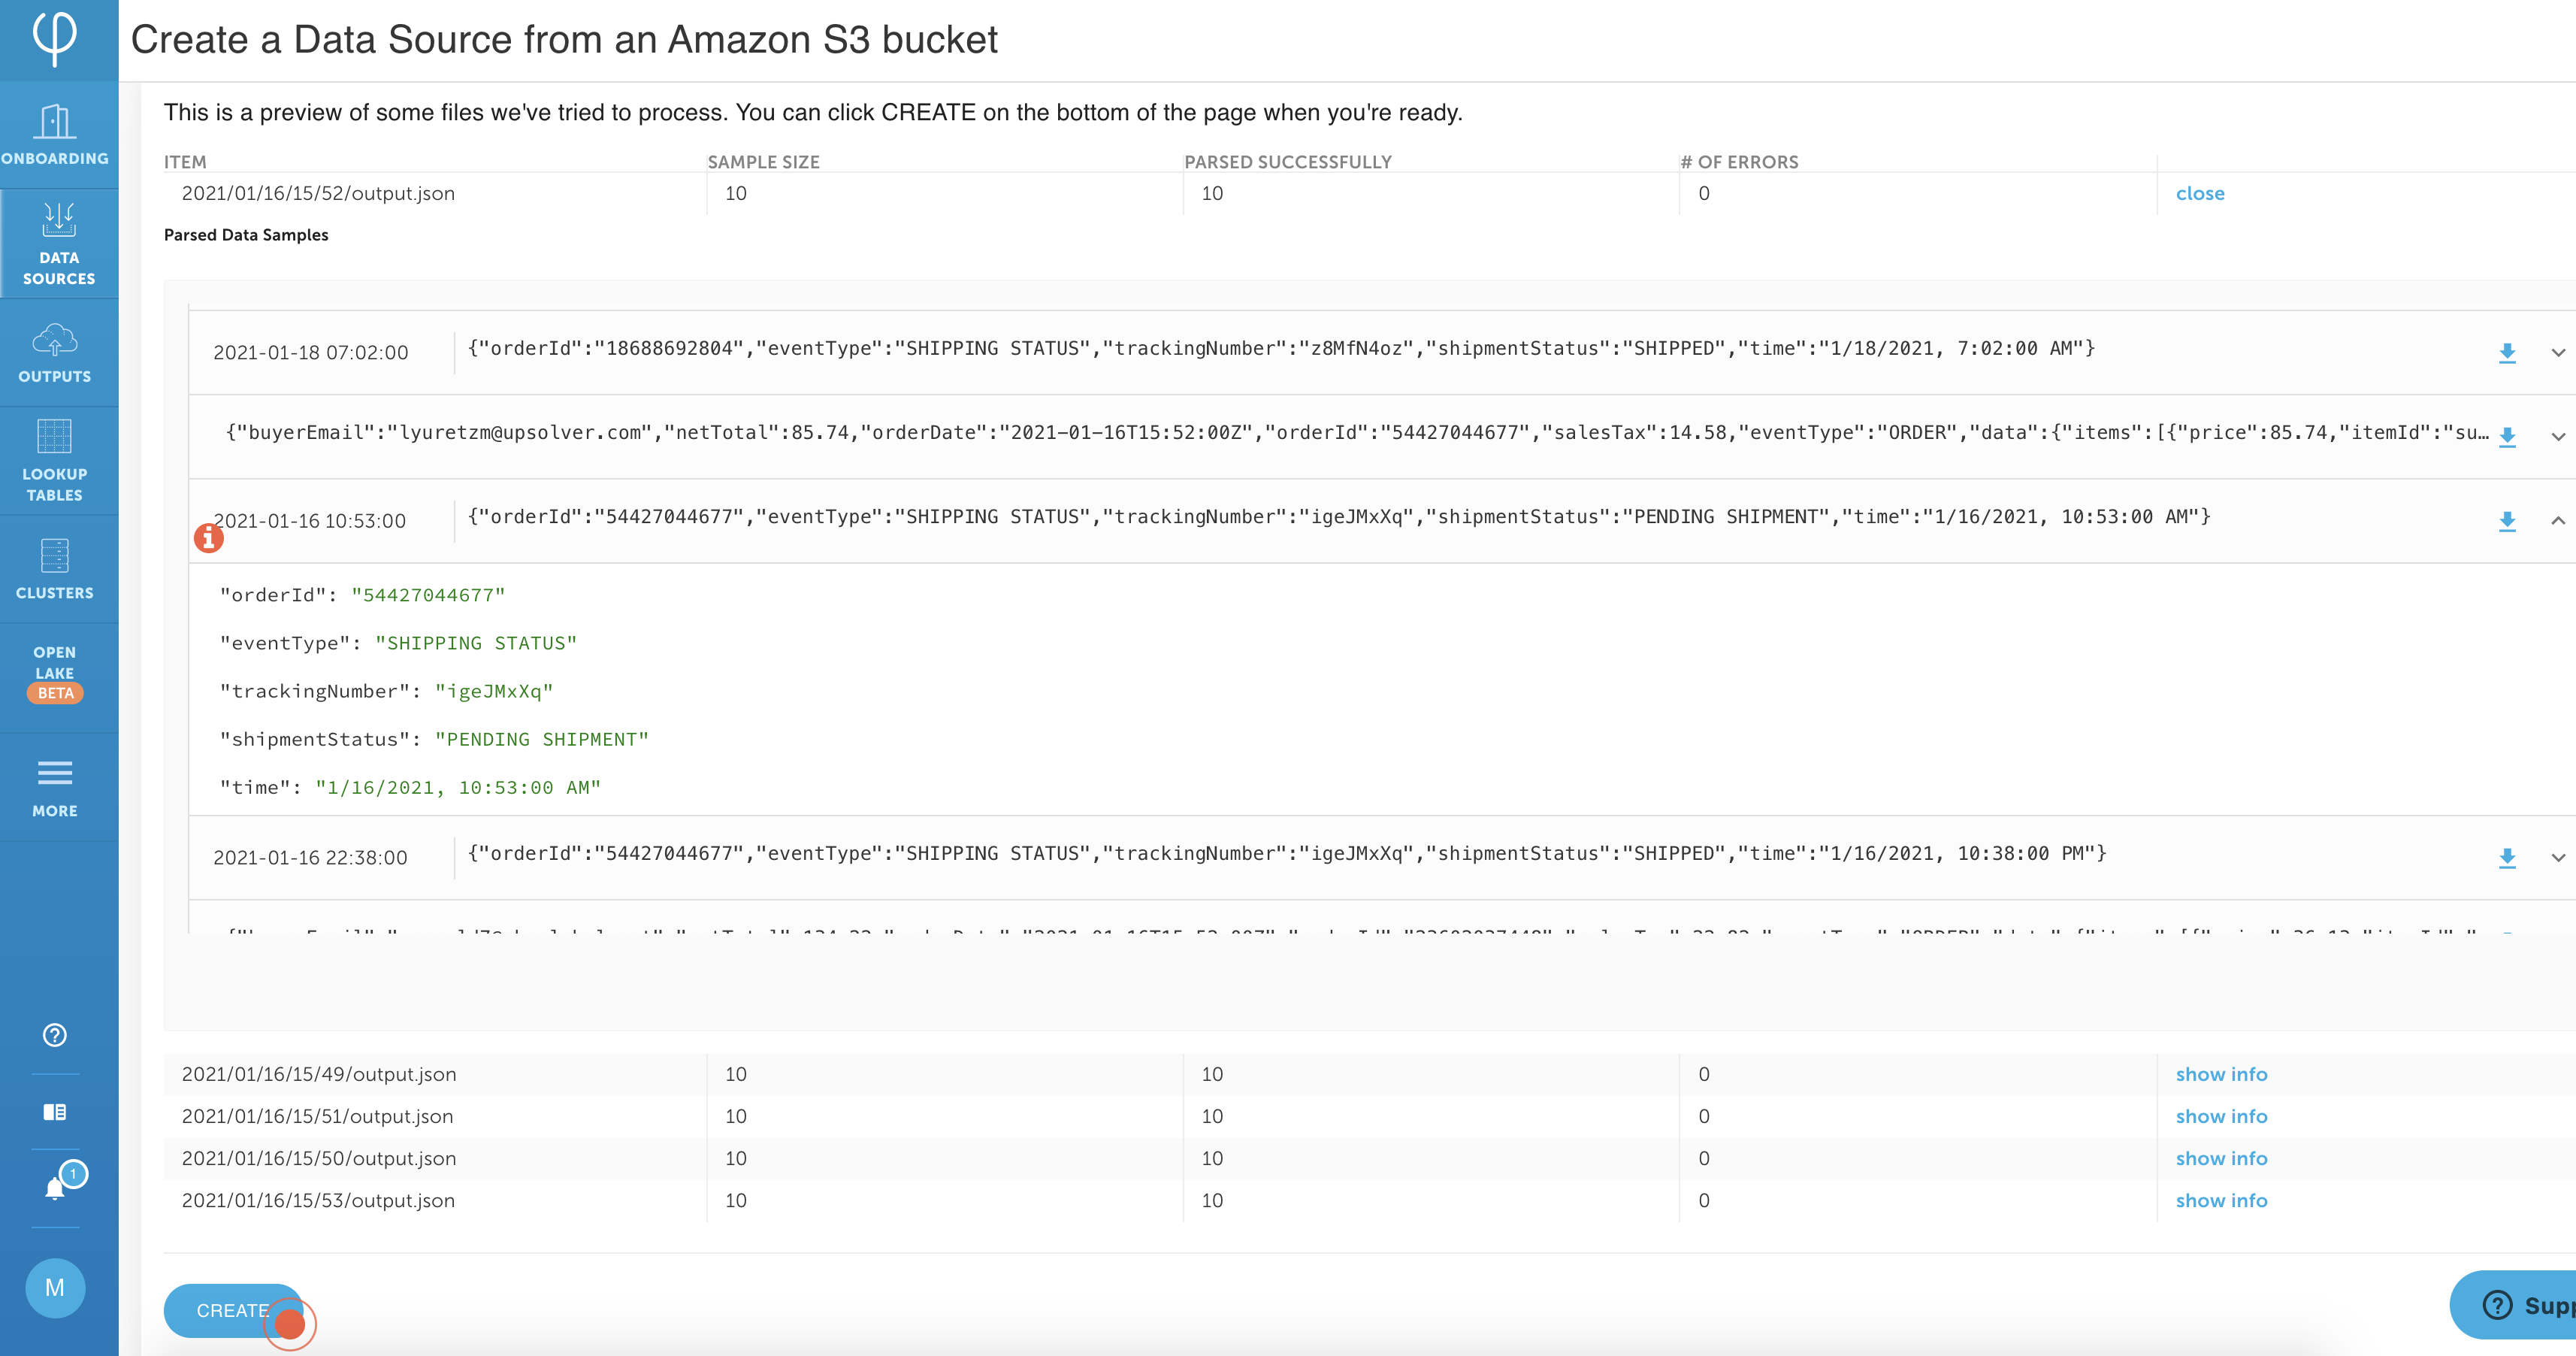 Create a Data Source from an Amazon S3 bucket
This is a preview of some files we've tried to process. You can click CREATE on the bottom of the page when you're ready.
ITEM SAMPLE SIZE PARSED SUCCESSFULLY # OF ERRORS
2021/01/16/15/52/output.json 10 10 0 close
Parsed Data Samples
2021-01-18 07:02:00 {"orderId":"18688692804","eventType":"SHIPPING STATUS","trackingNumber":"z8MfN4oz","shipmentStatus":"SHIPPED","time":"1/18/2021, 7:02:00 AM"}
{"buyerEmail":"lyuretzm@upsolver.com","netTotal":85.74,"orderDate":"2021-01-16T15:52:00Z","orderId":"54427044677","salesTax":14.58,"eventType":"ORDER","data":{"items":[{"price":85.74,"itemId":"su...
2021-01-16 10:53:00 {"orderId":"54427044677","eventType":"SHIPPING STATUS","trackingNumber":"igeJMxXq","shipmentStatus":"PENDING SHIPMENT","time":"1/16/2021, 10:53:00 AM"}
"orderId": "54427044677"
"eventType": "SHIPPING STATUS"
"trackingNumber": "igeJMxXq"
"shipmentStatus": "PENDING SHIPMENT"
"time": "1/16/2021, 10:53:00 AM"
2021-01-16 22:38:00 {"orderId":"54427044677","eventType":"SHIPPING STATUS","trackingNumber":"igeJMxXq","shipmentStatus":"SHIPPED","time":"1/16/2021, 10:38:00 PM"}
2021/01/16/15/49/output.json 10 10 0 show info
2021/01/16/15/51/output.json 10 10 0 show info
2021/01/16/15/50/output.json 10 10 0 show info
2021/01/16/15/53/output.json 10 10 0 show info
CREATE
Supp
ONBOARDING
DATA
SOURCES
OUTPUTS
LOOKUP
TABLES
CLUSTERS
OPEN
LAKE
BETA
MORE
1
M